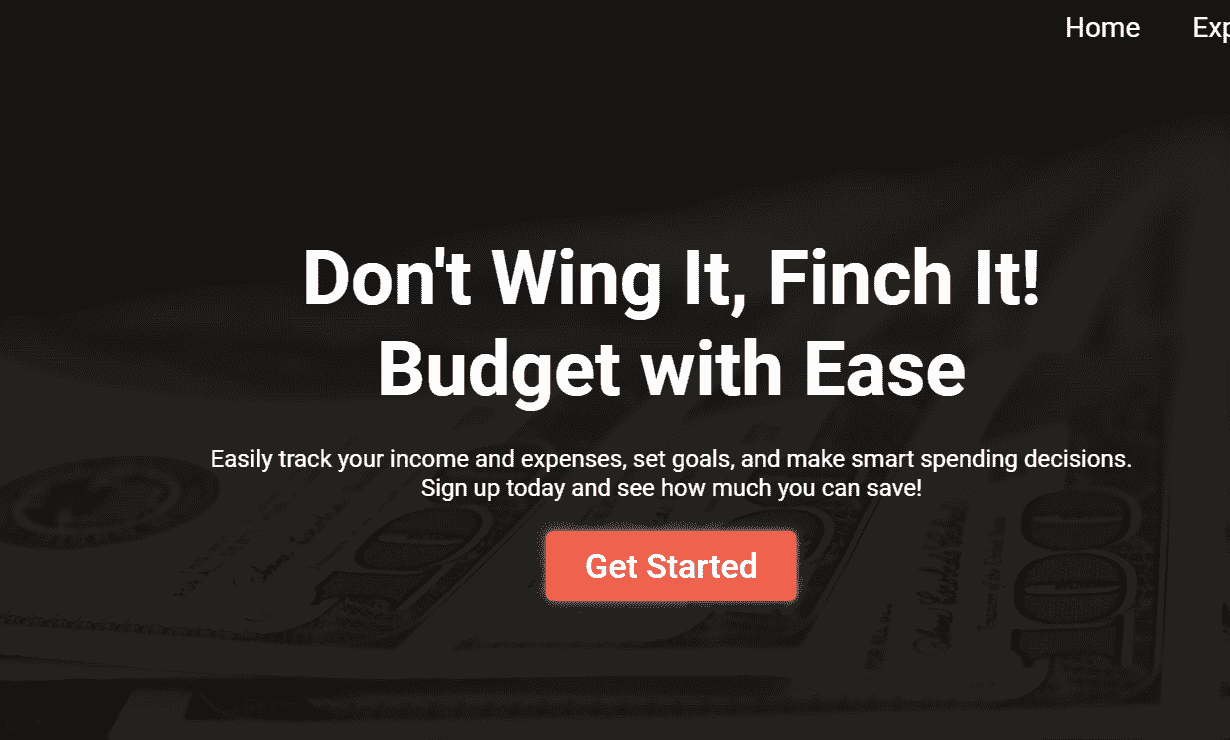 Home Exp
Don't Wing It, Finch It!
Budget with Ease
Easily track your income and expenses, set goals, and make smart spending decisions.
Sign up today and see how much you can save!
Get Started
100